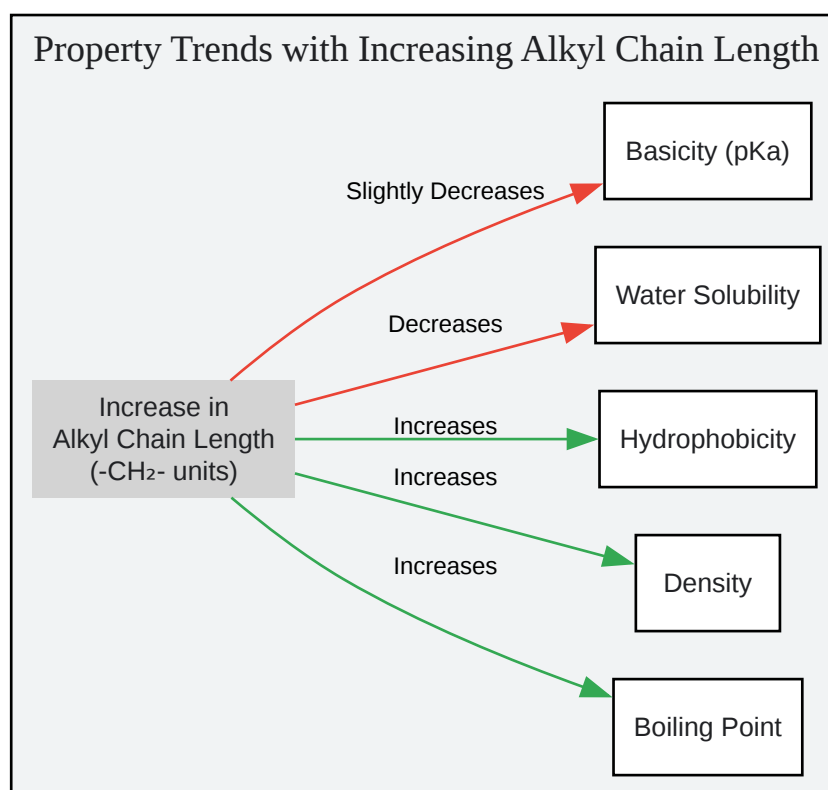 Property Trends with Increasing Alkyl Chain Length
Basicity (pKa)
Slightly Decreases
Water Solubility
Decreases
Increase in
Alkyl Chain Length
(-CH₂- units)
Increases
Hydrophobicity
Increases
Density
Increases
Boiling Point